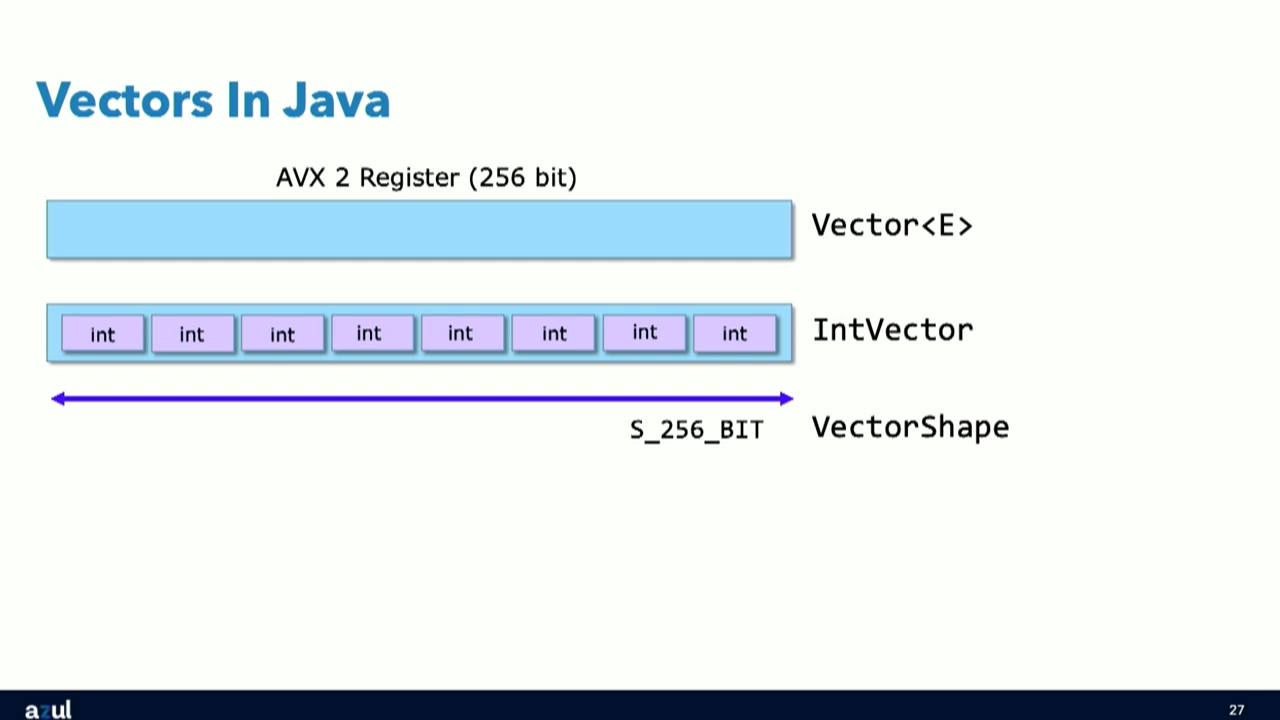 Vectors In Java
AVX 2 Register (256 bit)
Vector<E>
int int int int int int int int
IntVector
S_256_BIT
VectorShape
azul
27